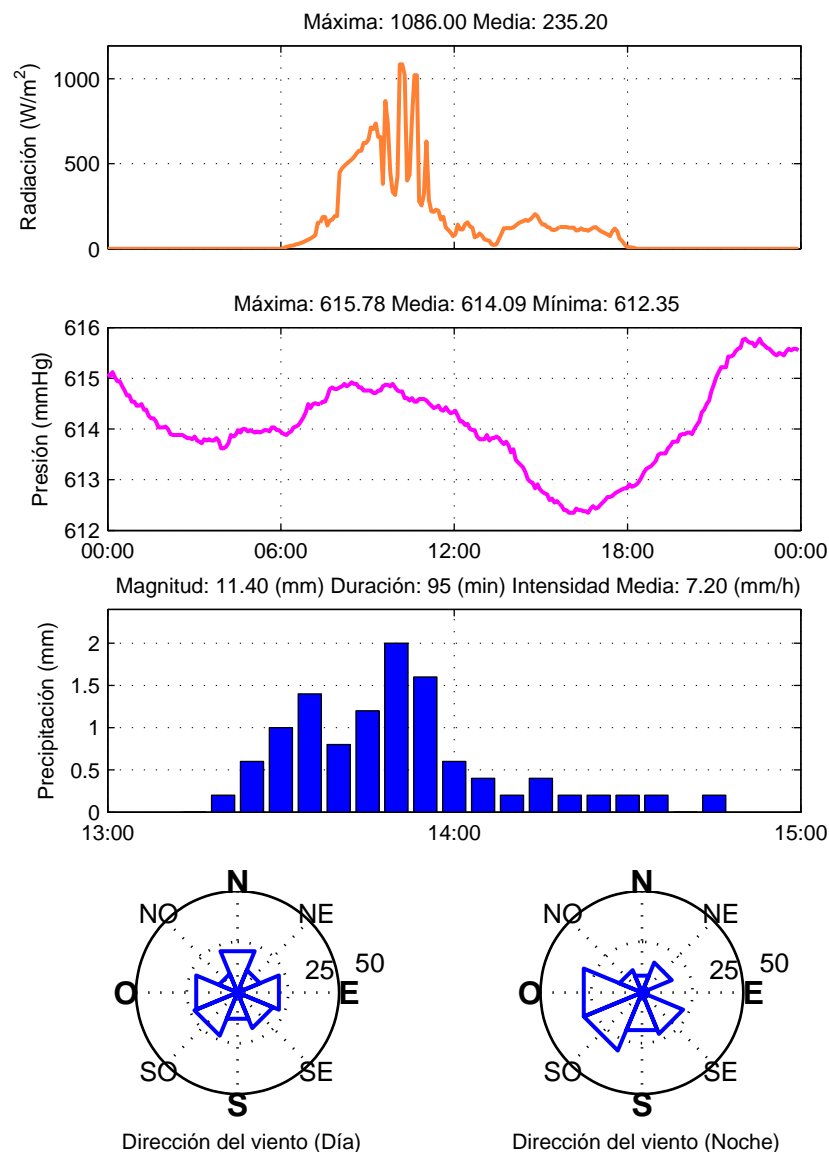 Máxima: 1086.00 Media: 235.20
Radiación (W/m²)
1000
500
0
Máxima: 615.78 Media: 614.09 Mínima: 612.35
Presión (mmHg)
616
615
614
613
612
00:00 06:00 12:00 18:00 00:00
Magnitud: 11.40 (mm) Duración: 95 (min) Intensidad Media: 7.20 (mm/h)
Precipitación (mm)
2
1.5
1
0.5
0
13:00 14:00 15:00
N N
NO NE NO NE
25 50 25 50
O E O E
SO SE SO SE
S S
Dirección del viento (Día) Dirección del viento (Noche)